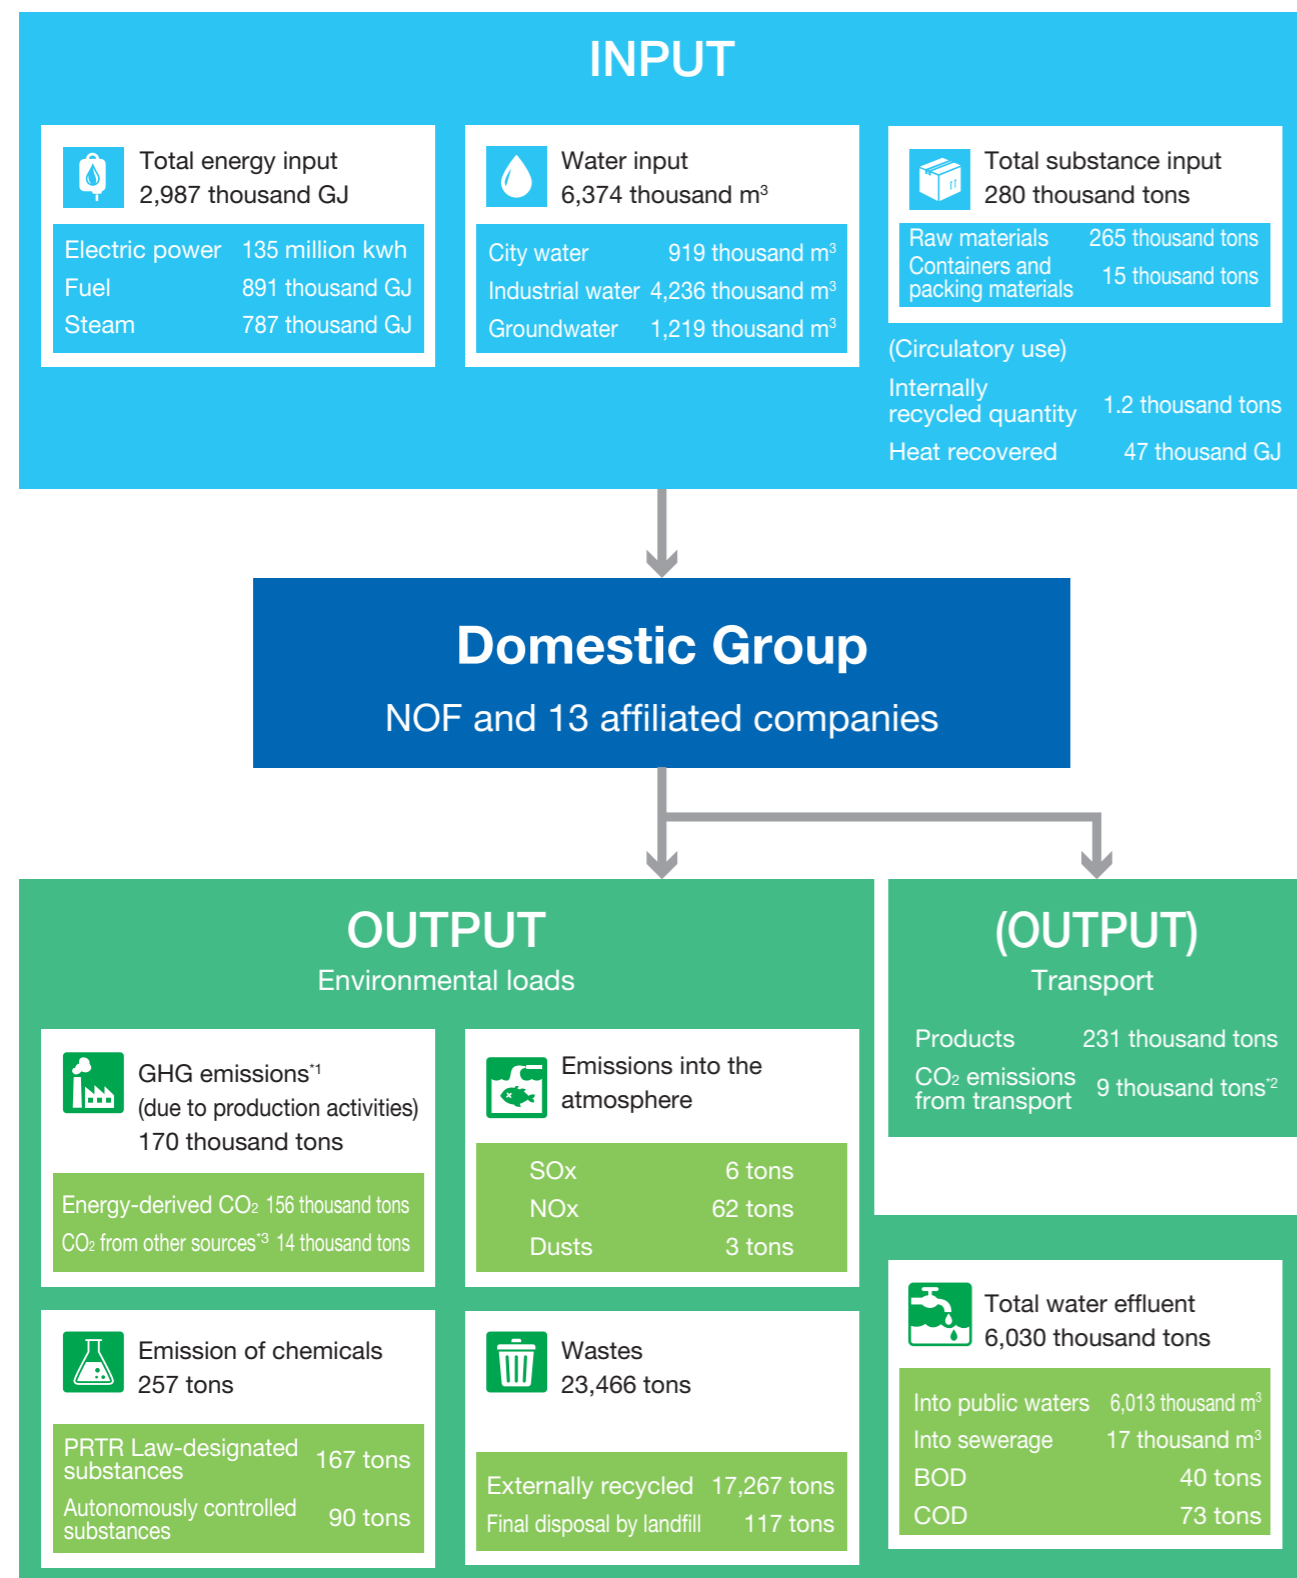 INPUT
Total energy input
2,987 thousand GJ
Electric power 135 million kwh
Fuel 891 thousand GJ
Steam 787 thousand GJ
Water input
6,374 thousand m³
City water 919 thousand m³
Industrial water 4,236 thousand m³
Groundwater 1,219 thousand m³
Total substance input
280 thousand tons
Raw materials 265 thousand tons
Containers and
packing materials 15 thousand tons
(Circulatory use)
Internally
recycled quantity 1.2 thousand tons
Heat recovered 47 thousand GJ
Domestic Group
NOF and 13 affiliated companies
OUTPUT
Environmental loads
GHG emissions*1
(due to production activities)
170 thousand tons
Energy-derived CO₂ 156 thousand tons
CO₂ from other sources*3 14 thousand tons
Emissions into the
atmosphere
SOx 6 tons
NOx 62 tons
Dusts 3 tons
Emission of chemicals
257 tons
PRTR Law-designated
substances 167 tons
Autonomously controlled
substances 90 tons
Wastes
23,466 tons
Externally recycled 17,267 tons
Final disposal by landfill 117 tons
(OUTPUT)
Transport
Products 231 thousand tons
CO₂ emissions
from transport 9 thousand tons*2
Total water effluent
6,030 thousand tons
Into public waters 6,013 thousand m³
Into sewerage 17 thousand m³
BOD 40 tons
COD 73 tons